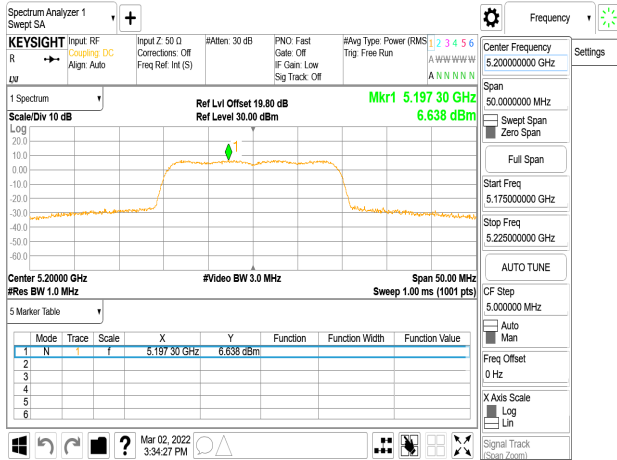 Spectrum Analyzer 1
Swept SA
KEYSIGHT
R
LXI
Input: RF
Coupling: DC
Align: Auto
Input Z: 50 Ω
Corrections: Off
Freq Ref: Int (S)
#Atten: 30 dB
PNO: Fast
Gate: Off
IF Gain: Low
Sig Track: Off
#Avg Type: Power (RMS
Trig: Free Run
1 2 3 4 5 6
A W W W W W
A N N N N N
1 Spectrum
Scale/Div 10 dB
Ref Lvl Offset 19.80 dB
Ref Level 30.00 dBm
Mkr1 5.197 30 GHz
6.638 dBm
Log
20.0
10.0
0.00
-10.0
-20.0
-30.0
-40.0
-50.0
-60.0
1
Center 5.20000 GHz
#Video BW 3.0 MHz
Span 50.00 MHz
#Res BW 1.0 MHz
Sweep 1.00 ms (1001 pts)
5 Marker Table
Mode Trace Scale X Y Function Function Width Function Value
1 N 1 f 5.197 30 GHz 6.638 dBm
2
3
4
5
6
Mar 02, 2022
3:34:27 PM
Frequency
Settings
Center Frequency
5.200000000 GHz
Span
50.0000000 MHz
Swept Span
Zero Span
Full Span
Start Freq
5.175000000 GHz
Stop Freq
5.225000000 GHz
AUTO TUNE
CF Step
5.000000 MHz
Auto
Man
Freq Offset
0 Hz
X Axis Scale
Log
Lin
Signal Track
(Span Zoom)